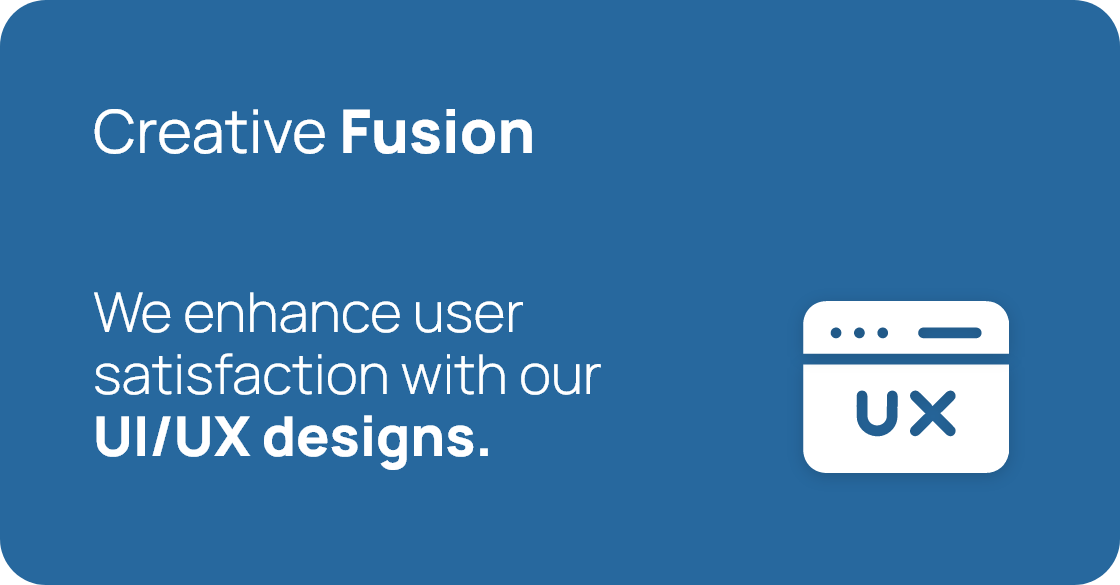 Creative Fusion
We enhance user
satisfaction with our
UI/UX designs.
UX